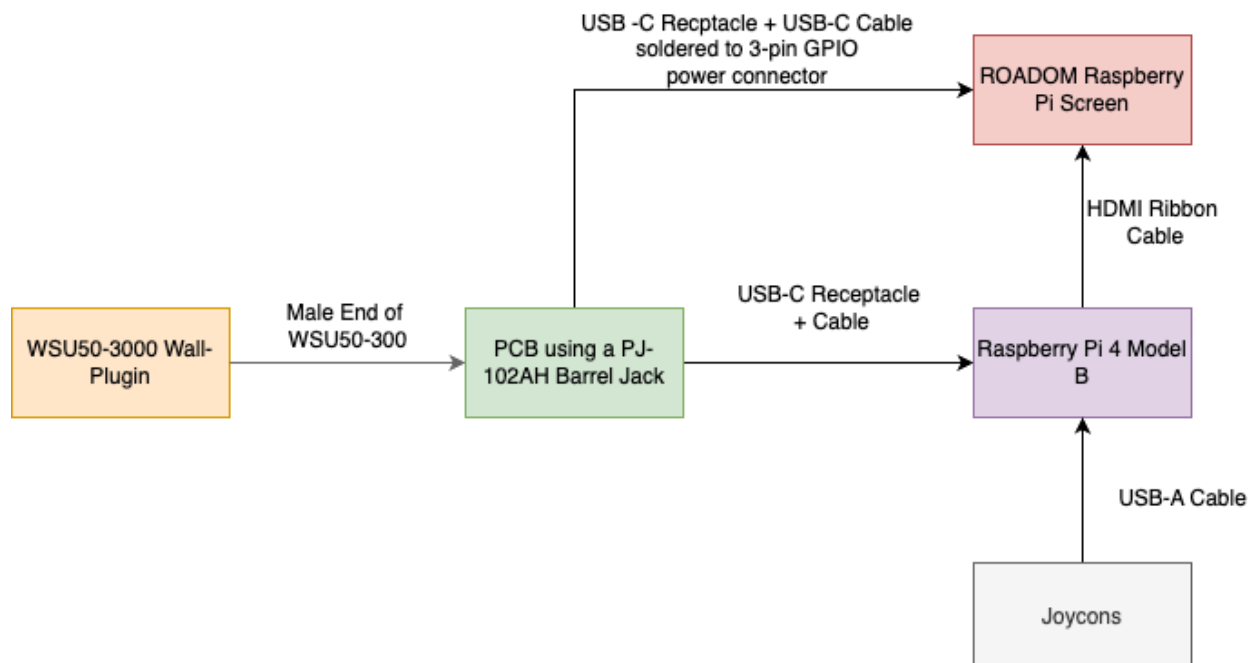 USB -C Recptacle + USB-C Cable
soldered to 3-pin GPIO
power connector
ROADOM Raspberry
Pi Screen
HDMI Ribbon
Cable
Male End of
WSU50-300
USB-C Receptacle
+ Cable
WSU50-3000 Wall-
Plugin
PCB using a PJ-
102AH Barrel Jack
Raspberry Pi 4 Model
B
USB-A Cable
Joycons